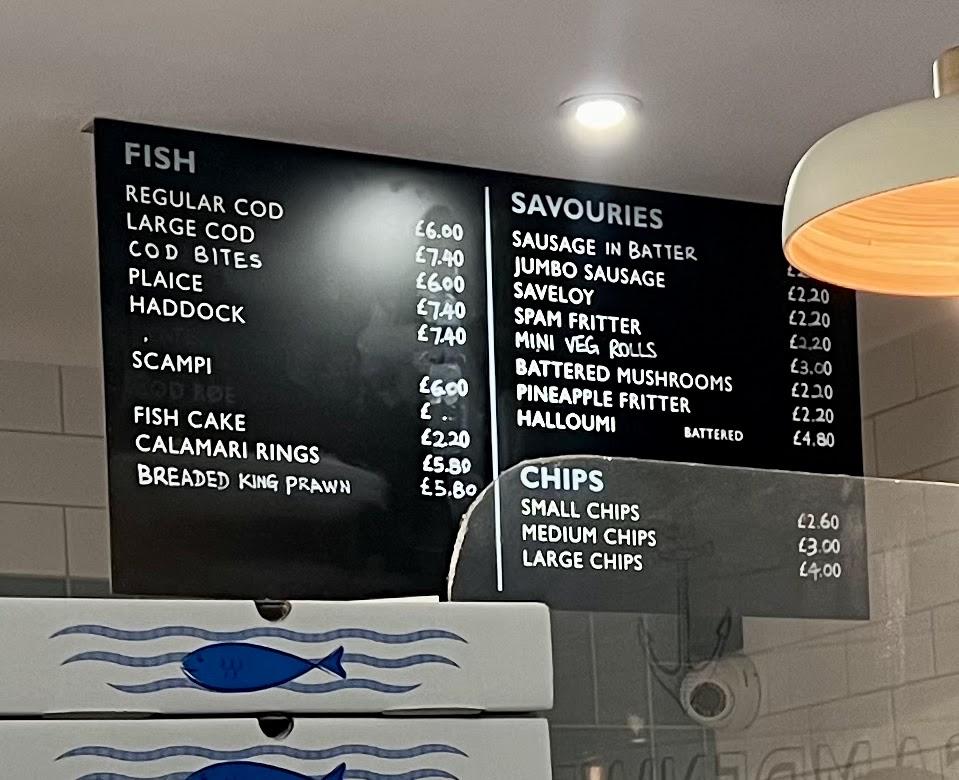 FISH
REGULAR COD £6.00
LARGE COD £7.40
COD BITES £6.00
PLAICE £7.40
HADDOCK £7.40
SCAMPI £6.00
COD ROE £
FISH CAKE £2.20
CALAMARI RINGS £5.80
BREADED KING PRAWN £5.80
SAVOURIES
SAUSAGE IN BATTER
JUMBO SAUSAGE £2.20
SAVELOY £2.20
SPAM FRITTER £2.20
MINI VEG ROLLS £3.00
BATTERED MUSHROOMS £2.20
PINEAPPLE FRITTER £2.20
HALLOUMI BATTERED £4.80
CHIPS
SMALL CHIPS £2.60
MEDIUM CHIPS £3.00
LARGE CHIPS £4.00